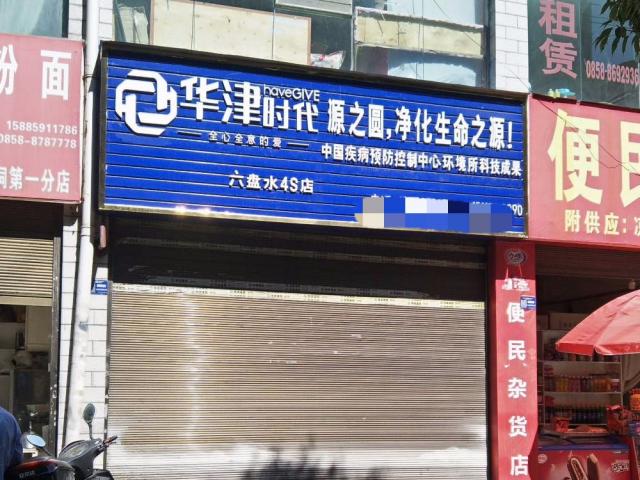 粉面
15885911786
0858-8787778
同第一分店
haveGIVE
华津时代
全心全意的爱
源之圆,净化生命之源!
中国疾病预防控制中心环境所科技成果
六盘水4S店
租赁
0858-8692936
便民
附供应:
便民杂货店